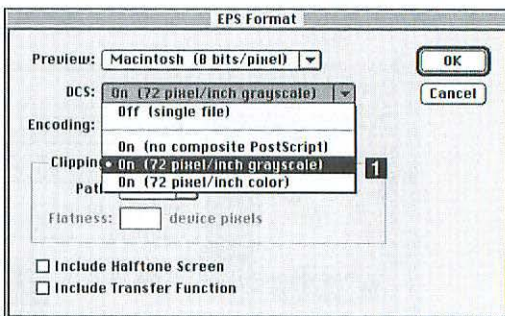 EPS Format
Preview: Macintosh (8 bits/pixel)
OK
DCS: On (72 pixel/inch grayscale)
Cancel
Off (single file)
Encoding:
On (no composite PostScript)
On (72 pixel/inch grayscale)
1
On (72 pixel/inch color)
Flatness: device pixels
Include Halftone Screen
Include Transfer Function